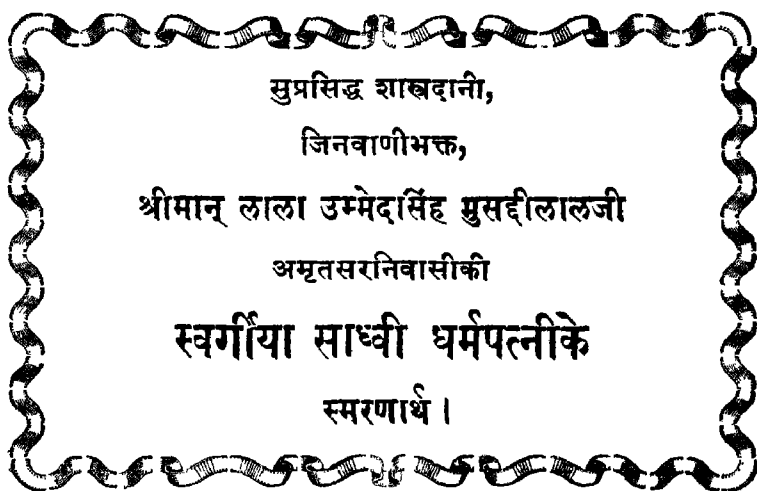 सुप्रसिद्ध शास्त्रदानी,
जिनवाणीभक्त,
श्रीमान् लाला उम्मेदसिंह मुसद्दीलालजी
अमृतसरनिवासीकी
स्वर्गीया साध्वी धर्मपत्नीके
स्मरणार्थ।